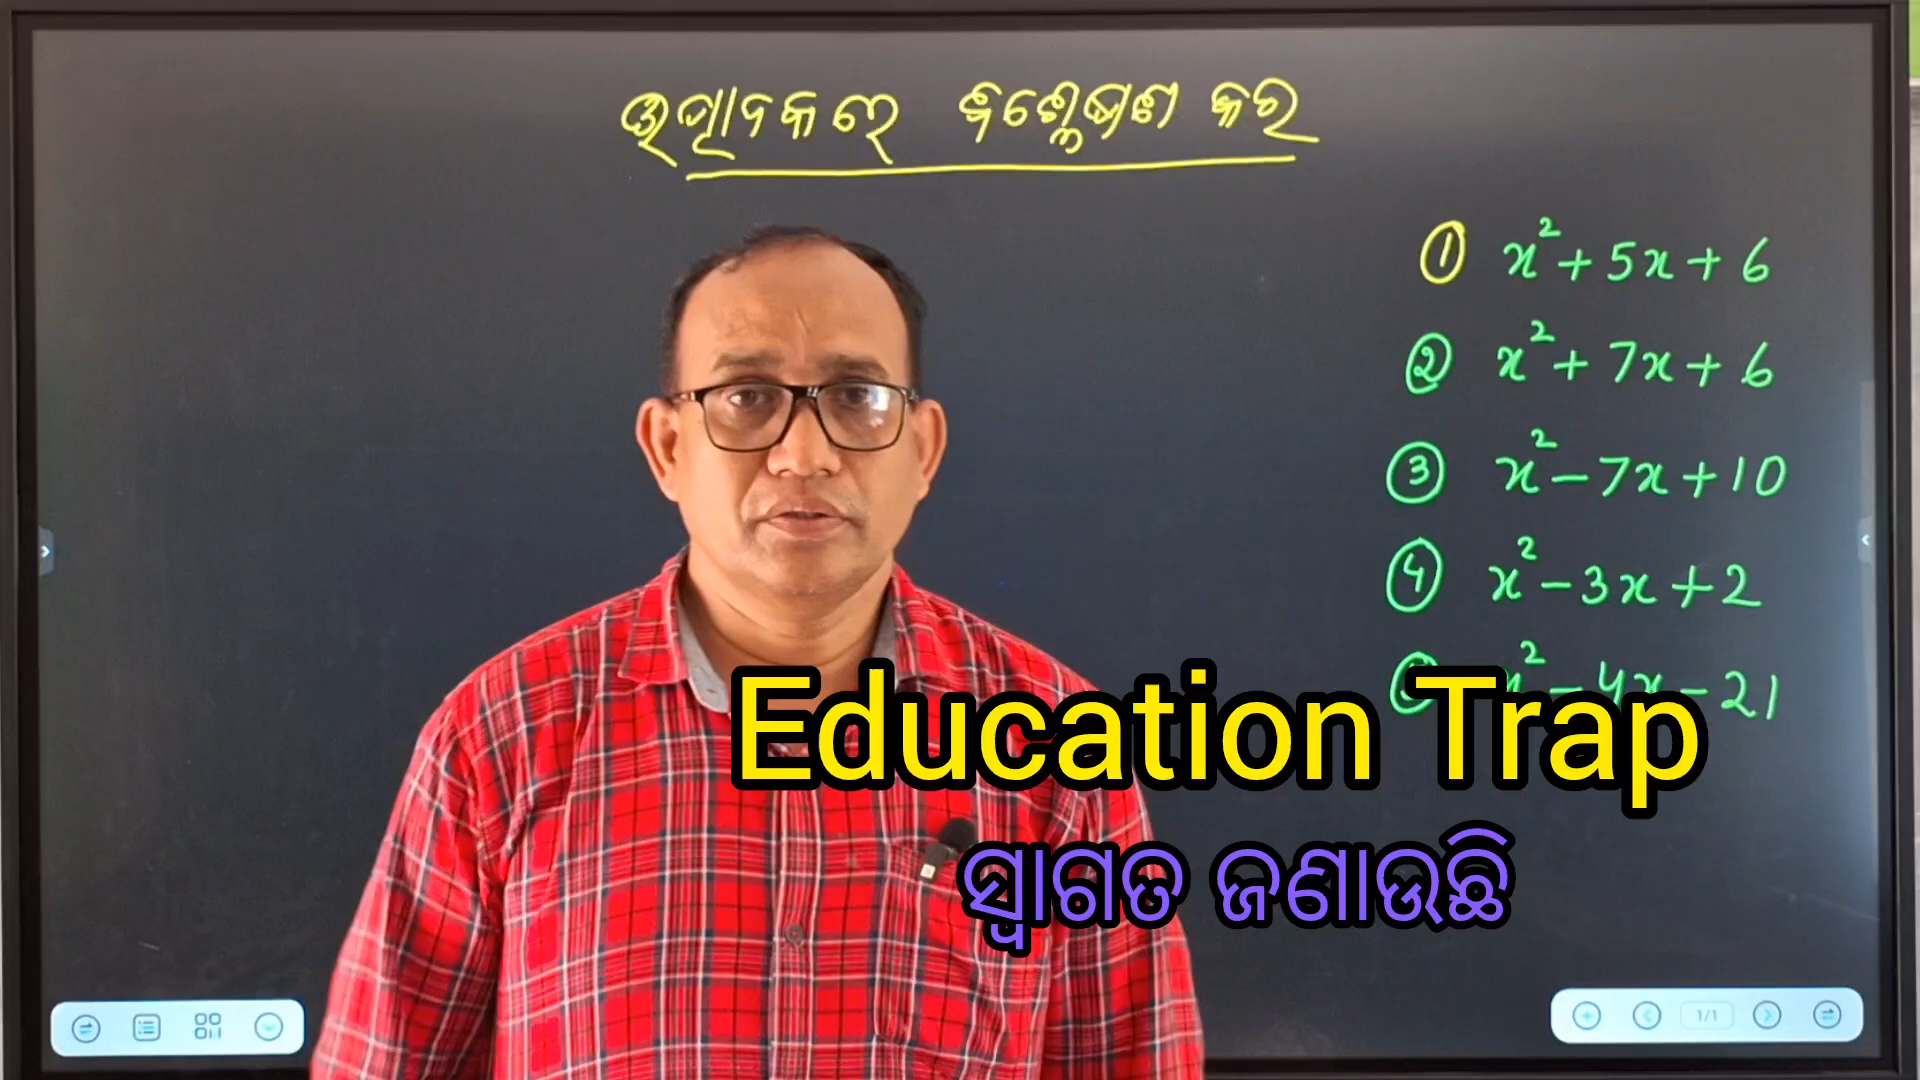 ଉତ୍ପାଦକରେ ବିଶ୍ଳେଷଣ କର
① x² + 5x + 6
② x² + 7x + 6
③ x² - 7x + 10
④ x² - 3x + 2
⑤ x² - 4x - 21
Education Trap
ସ୍ୱାଗତ ଜଣାଉଛି
1/1